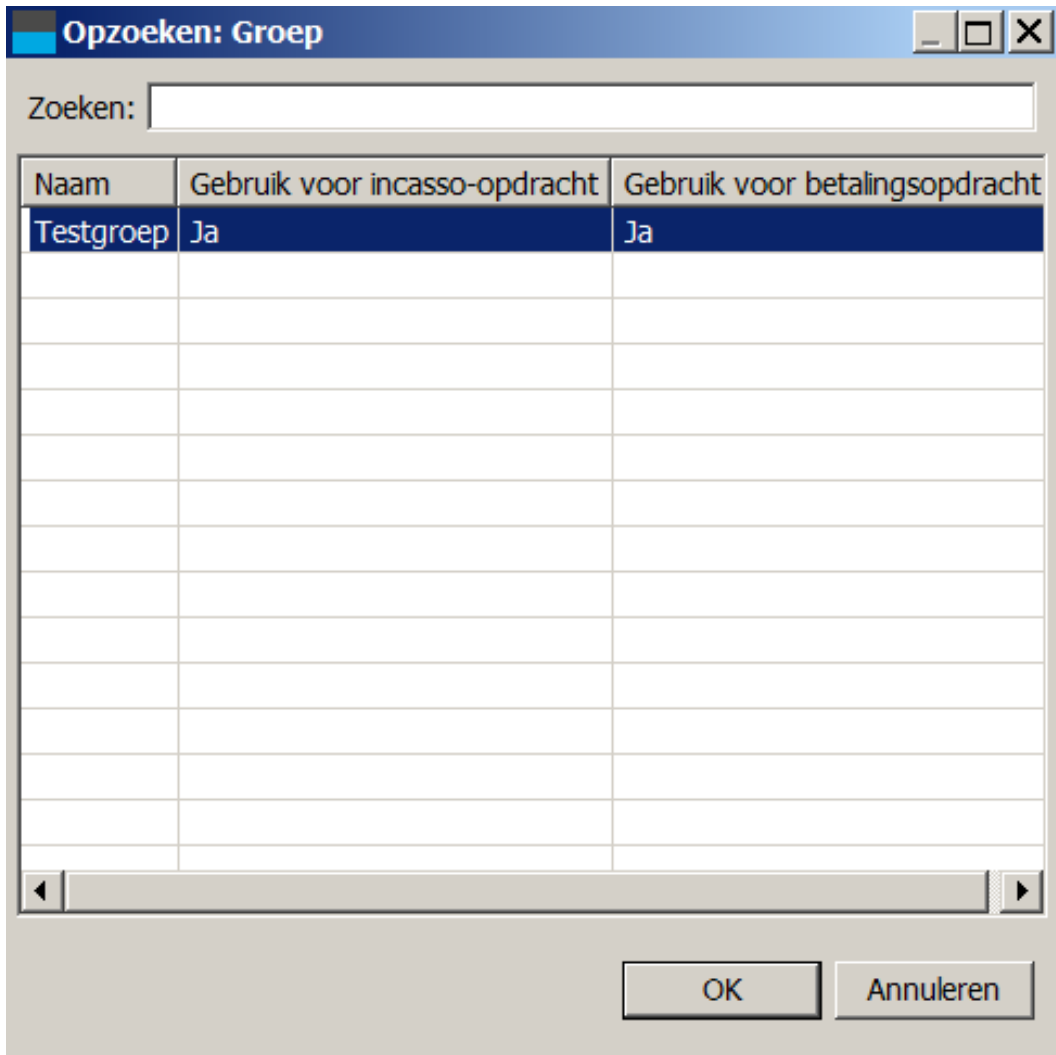 Opzoeken: Groep
Zoeken:
Naam Gebruik voor incasso-opdracht Gebruik voor betalingsopdracht
Testgroep Ja Ja
OK Annuleren